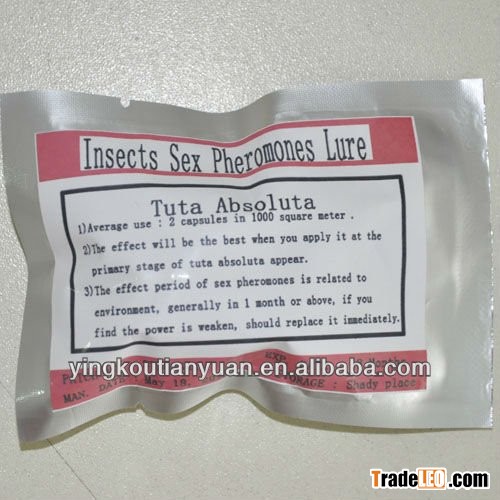 Insects Sex Pheromones Lure
Tuta Absoluta
1)Average use : 2 capsules in 1000 square meter .
2)The effect will be the best when you apply it at the
primary stage of tuta absoluta appear.
3)The effect period of sex pheromones is related to
environment, generally in 1 month or above, if you
find the power is weaken, should replace it immediately.
yingkoutianyuan.en.alibaba.com
EXP
MAN. DATE : May 18, STORAGE : Shady place
TradeLEO.com